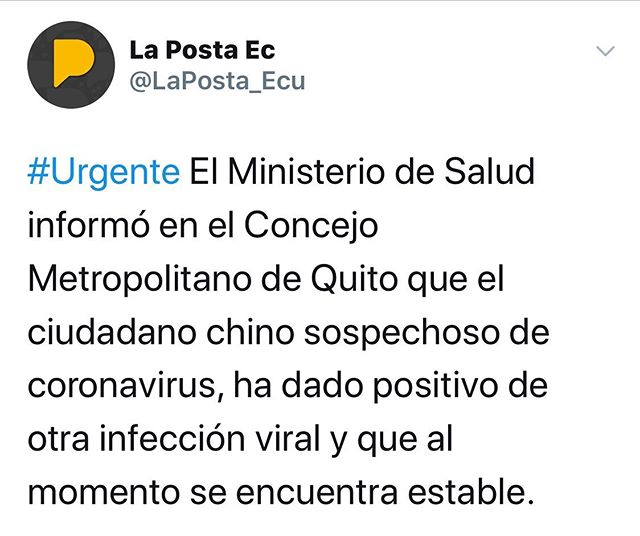 La Posta Ec
@LaPosta_Ecu
#Urgente El Ministerio de Salud
informó en el Concejo
Metropolitano de Quito que el
ciudadano chino sospechoso de
coronavirus, ha dado positivo de
otra infección viral y que al
momento se encuentra estable.